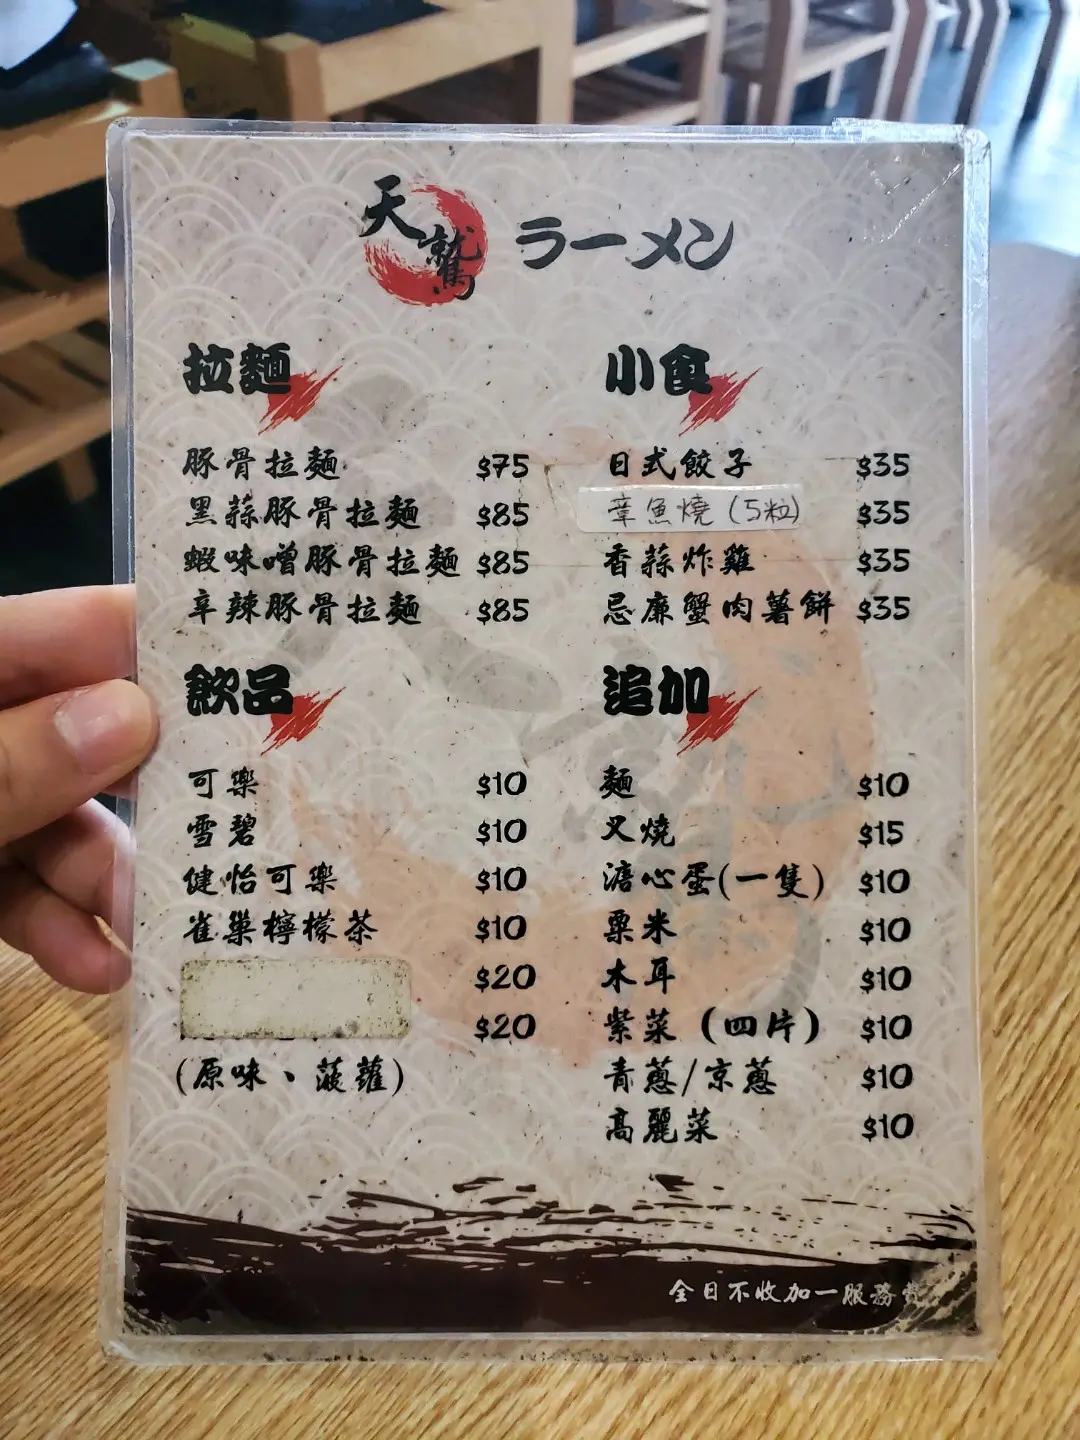 天鷲 ラーメン
拉麵
豚骨拉麵 $75
黑蒜豚骨拉麵 $85
蝦味噌豚骨拉麵 $85
辛辣豚骨拉麵 $85
小食
日式餃子 $35
章魚燒(5粒) $35
香蒜炸雞 $35
忌廉蟹肉薯餅 $35
飲品
可樂 $10
雪碧 $10
健怡可樂 $10
雀巢檸檬茶 $10
$20
$20
(原味、菠蘿)
追加
麵 $10
叉燒 $15
溏心蛋(一隻) $10
粟米 $10
木耳 $10
紫菜(四片) $10
青蔥/京蔥 $10
高麗菜 $10
全日不收加一服務費